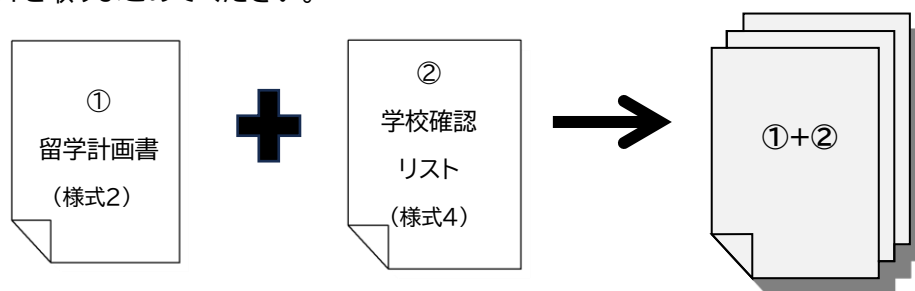 ①
留学計画書
（様式2）
②
学校確認
リスト
（様式4）
①+②